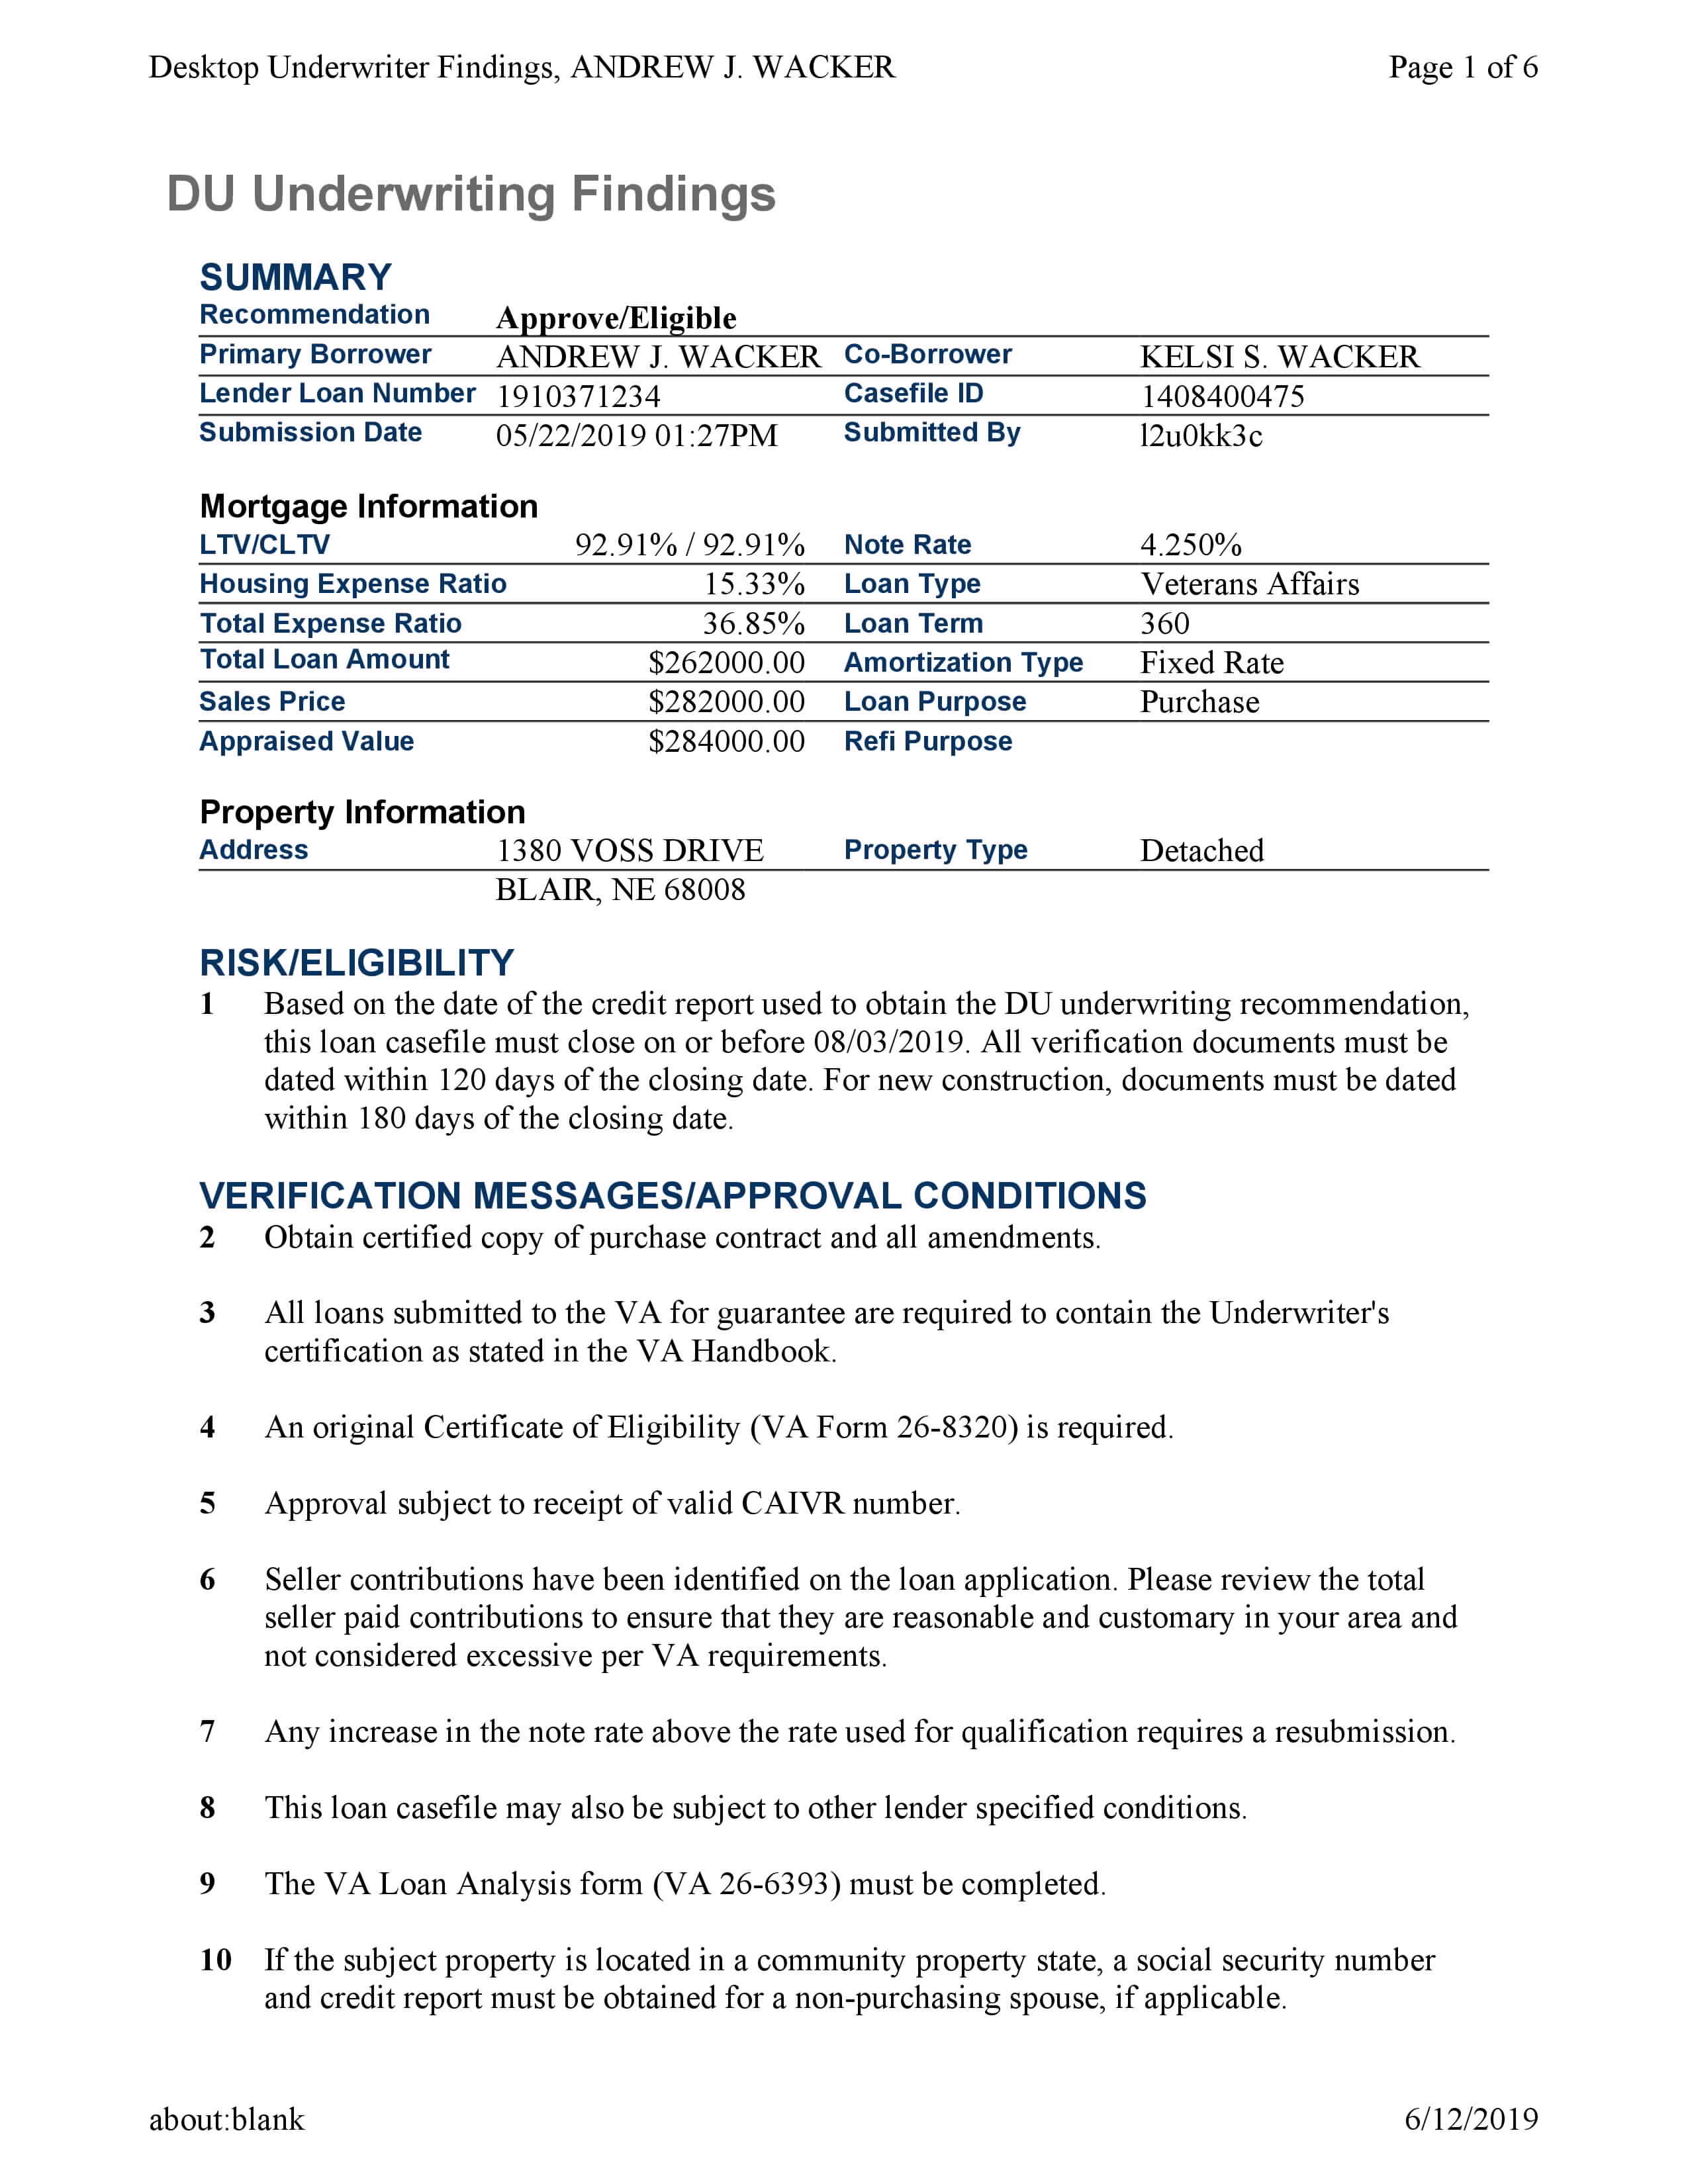 Desktop Underwriter Findings, ANDREW J. WACKER Page 1 of 6
DU Underwriting Findings
SUMMARY
Recommendation Approve/Eligible
Primary Borrower ANDREW J. WACKER Co-Borrower KELSI S. WACKER
Lender Loan Number 1910371234 Casefile ID 1408400475
Submission Date 05/22/2019 01:27PM Submitted By l2u0kk3c
Mortgage Information
LTV/CLTV 92.91% / 92.91% Note Rate 4.250%
Housing Expense Ratio 15.33% Loan Type Veterans Affairs
Total Expense Ratio 36.85% Loan Term 360
Total Loan Amount $262000.00 Amortization Type Fixed Rate
Sales Price $282000.00 Loan Purpose Purchase
Appraised Value $284000.00 Refi Purpose
Property Information
Address 1380 VOSS DRIVE Property Type Detached
BLAIR, NE 68008
RISK/ELIGIBILITY
1 Based on the date of the credit report used to obtain the DU underwriting recommendation,
this loan casefile must close on or before 08/03/2019. All verification documents must be
dated within 120 days of the closing date. For new construction, documents must be dated
within 180 days of the closing date.
VERIFICATION MESSAGES/APPROVAL CONDITIONS
2 Obtain certified copy of purchase contract and all amendments.
3 All loans submitted to the VA for guarantee are required to contain the Underwriter's
certification as stated in the VA Handbook.
4 An original Certificate of Eligibility (VA Form 26-8320) is required.
5 Approval subject to receipt of valid CAIVR number.
6 Seller contributions have been identified on the loan application. Please review the total
seller paid contributions to ensure that they are reasonable and customary in your area and
not considered excessive per VA requirements.
7 Any increase in the note rate above the rate used for qualification requires a resubmission.
8 This loan casefile may also be subject to other lender specified conditions.
9 The VA Loan Analysis form (VA 26-6393) must be completed.
10 If the subject property is located in a community property state, a social security number
and credit report must be obtained for a non-purchasing spouse, if applicable.
about:blank 6/12/2019